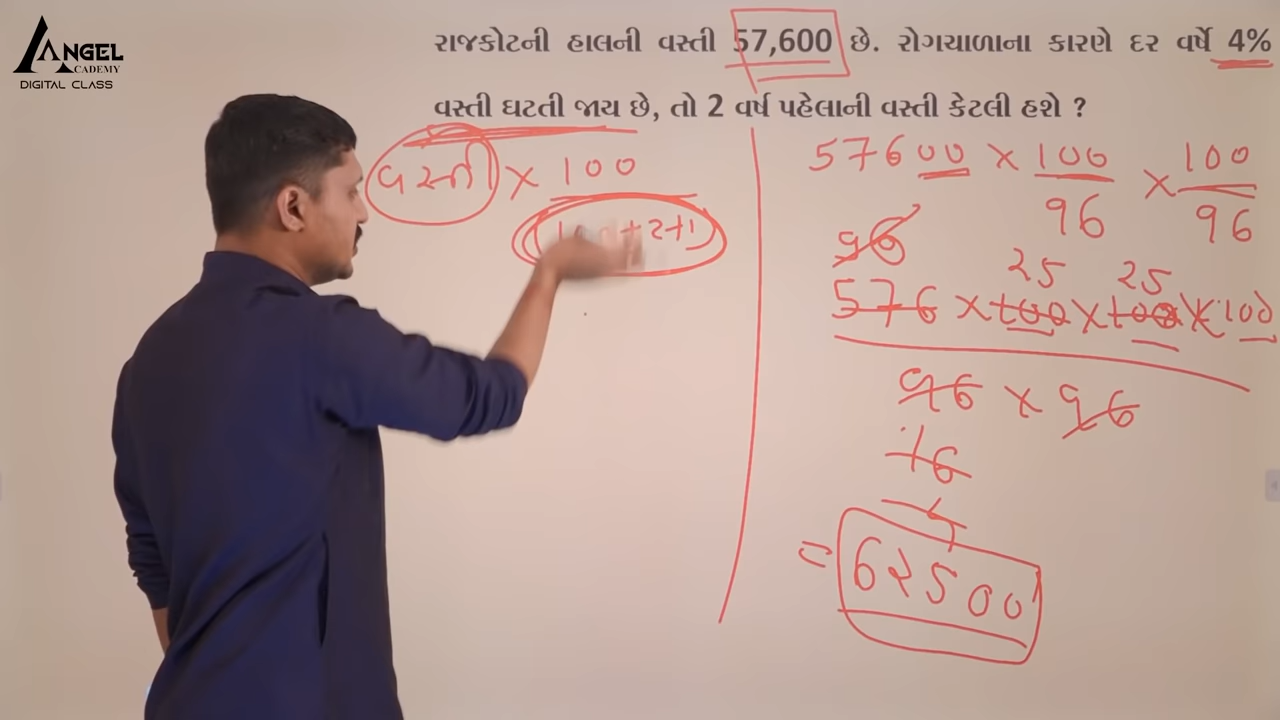 ANGEL
ACADEMY
DIGITAL CLASS
રાજકોટની હાલની વસ્તી 57,600 છે. રોગચાળાના કારણે દર વર્ષે 4%
વસ્તી ઘટતી જાય છે, તો 2 વર્ષ પહેલાની વસ્તી કેટલી હશે ?
વસ્તી × 100
+2+1
57600 × 100 × 100
96 96
96
25 25
576 × 100 × 100 × 100
96 × 96
16
= 62500